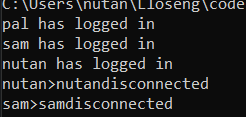 C:\Users\nutan\Lloseng\code
pal has logged in
sam has logged in
nutan has logged in
nutan>nutandisconnected
sam>samdisconnected